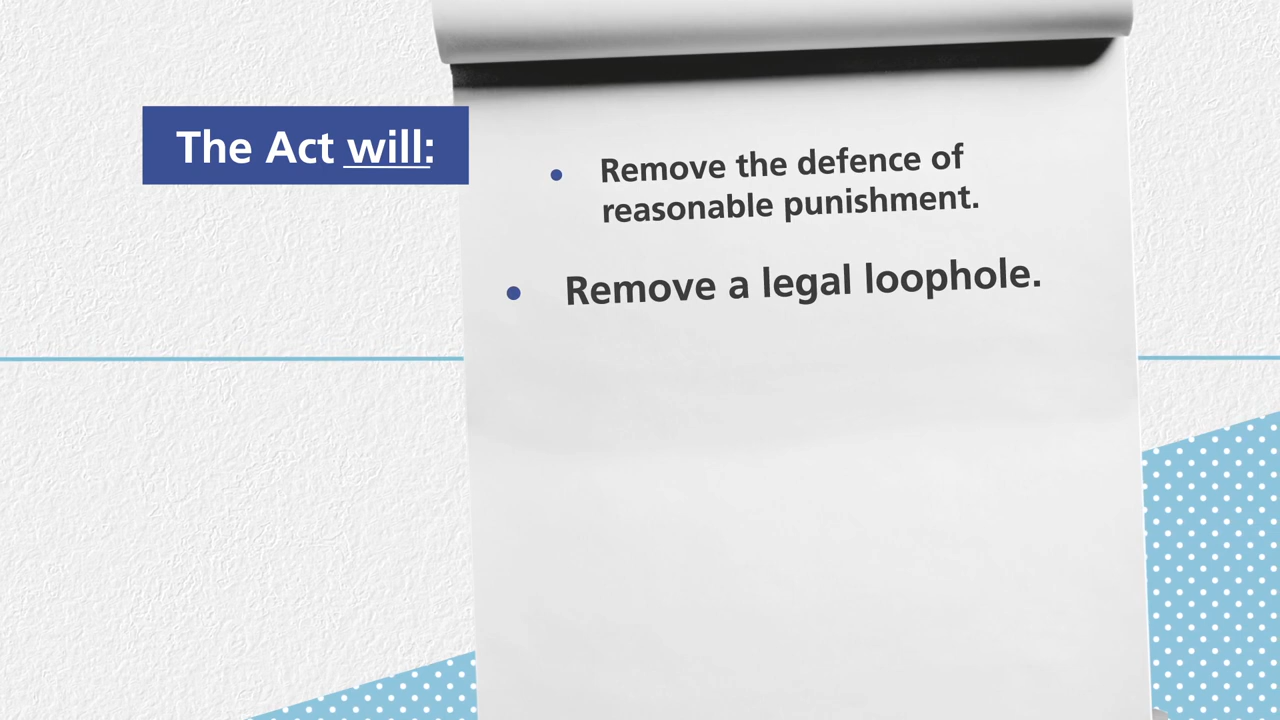 The Act will:
Remove the defence of
reasonable punishment.
Remove a legal loophole.